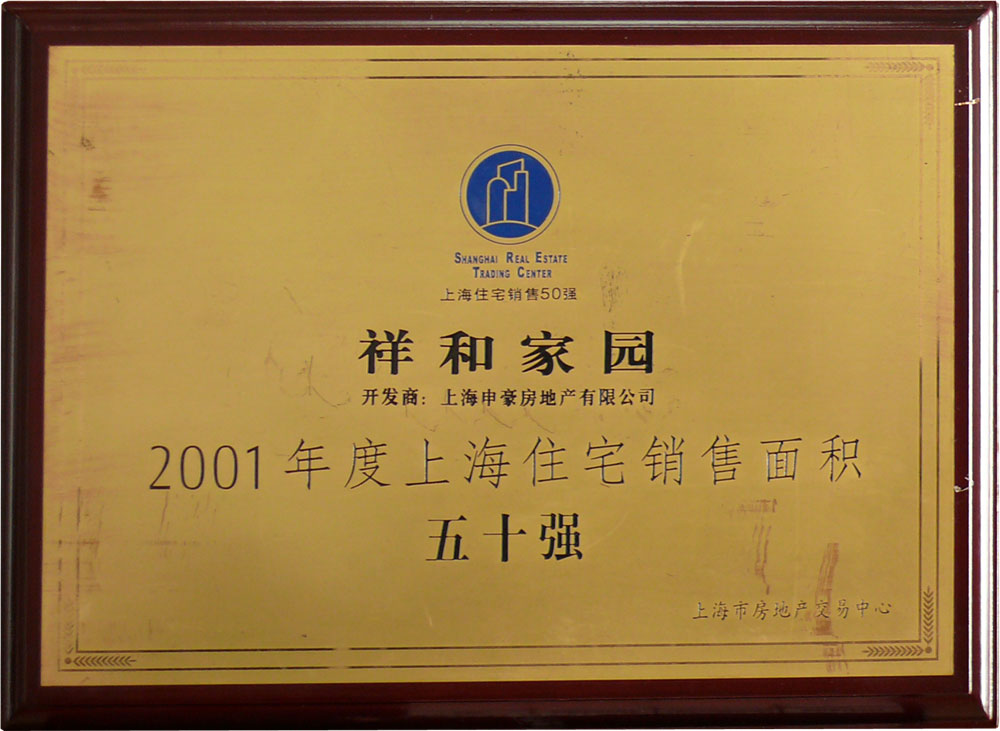 SHANGHAI REAL ESTATE
TRADING CENTER
上海住宅销售50强
祥和家园
开发商：上海申豪房地产有限公司
2001年度上海住宅销售面积
五十强
上海市房地产交易中心